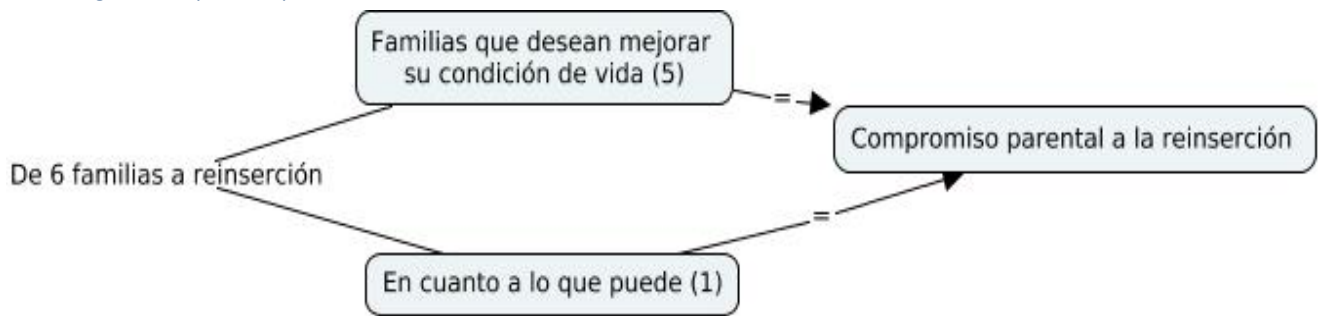 Familias que desean mejorar
su condición de vida (5)
=
Compromiso parental a la reinserción
De 6 familias a reinserción
=
En cuanto a lo que puede (1)